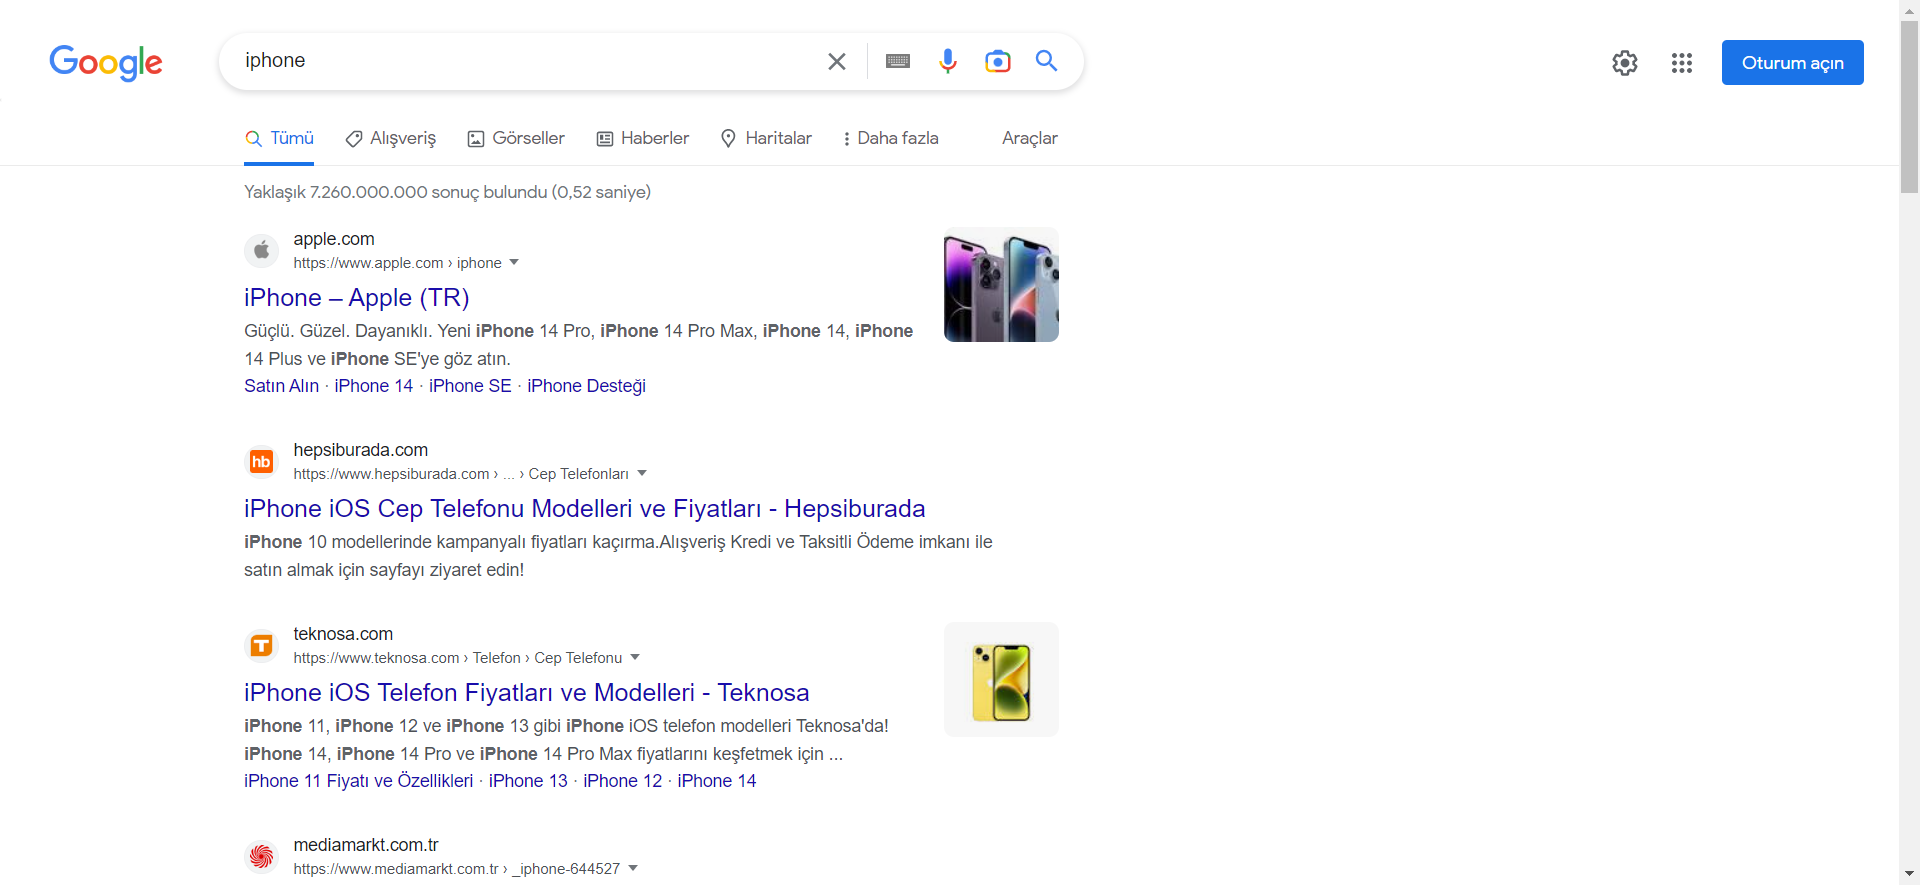 Google
iphone
Oturum açın
Tümü
Alışveriş
Görseller
Haberler
Haritalar
Daha fazla
Araçlar
Yaklaşık 7.260.000.000 sonuç bulundu (0,52 saniye)
apple.com
https://www.apple.com › iphone
iPhone – Apple (TR)
Güçlü. Güzel. Dayanıklı. Yeni iPhone 14 Pro, iPhone 14 Pro Max, iPhone 14, iPhone
14 Plus ve iPhone SE'ye göz atın.
Satın Alın · iPhone 14 · iPhone SE · iPhone Desteği
hb
hepsiburada.com
https://www.hepsiburada.com › ... › Cep Telefonları
iPhone iOS Cep Telefonu Modelleri ve Fiyatları - Hepsiburada
iPhone 10 modellerinde kampanyalı fiyatları kaçırma.Alışveriş Kredi ve Taksitli Ödeme imkanı ile
satın almak için sayfayı ziyaret edin!
T
teknosa.com
https://www.teknosa.com › Telefon › Cep Telefonu
iPhone iOS Telefon Fiyatları ve Modelleri - Teknosa
iPhone 11, iPhone 12 ve iPhone 13 gibi iPhone iOS telefon modelleri Teknosa'da!
iPhone 14, iPhone 14 Pro ve iPhone 14 Pro Max fiyatlarını keşfetmek için ...
iPhone 11 Fiyatı ve Özellikleri · iPhone 13 · iPhone 12 · iPhone 14
mediamarkt.com.tr
https://www.mediamarkt.com.tr › _iphone-644527